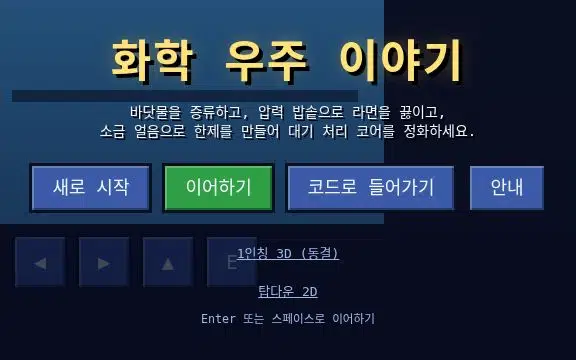 화학 우주 이야기
바닷물을 증류하고, 압력 밥솥으로 라면을 끓이고,
소금 얼음으로 한제를 만들어 대기 처리 코어를 정화하세요.
새로 시작 이어하기 코드로 들어가기 안내
◀ ▶ ▲ E
1인칭 3D (동결)
탑다운 2D
Enter 또는 스페이스로 이어하기